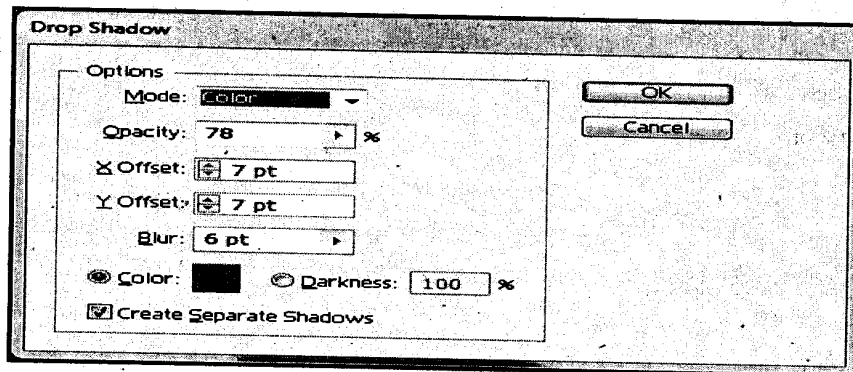 Drop Shadow
Options
Mode: Color
OK
Opacity: 78 %
Cancel
X Offset: 7 pt
Y Offset: 7 pt
Blur: 6 pt
Color: Darkness: 100 %
Create Separate Shadows